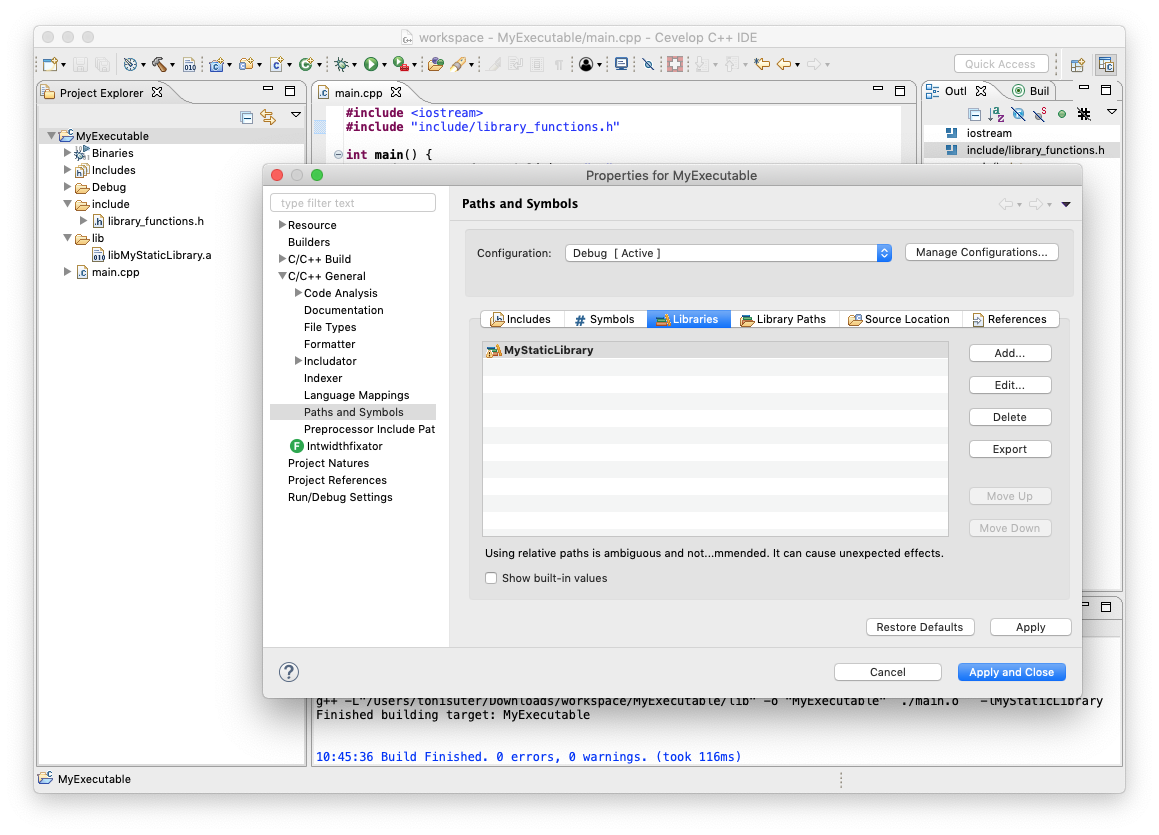 workspace - MyExecutable/main.cpp - Cevelop C++ IDE
Quick Access
Project Explorer
main.cpp
Outl
Buil
MyExecutable
Binaries
Includes
Debug
include
library_functions.h
lib
libMyStaticLibrary.a
main.cpp
#include <iostream>
#include "include/library_functions.h"
int main() {
iostream
include/library_functions.h
Properties for MyExecutable
type filter text
Resource
Builders
C/C++ Build
C/C++ General
Code Analysis
Documentation
File Types
Formatter
Includator
Indexer
Language Mappings
Paths and Symbols
Preprocessor Include Pat
Intwidthfixator
Project Natures
Project References
Run/Debug Settings
Paths and Symbols
Configuration:
Debug [ Active ]
Manage Configurations...
Includes
# Symbols
Libraries
Library Paths
Source Location
References
MyStaticLibrary
Add...
Edit...
Delete
Export
Move Up
Move Down
Using relative paths is ambiguous and not...mmended. It can cause unexpected effects.
Show built-in values
Restore Defaults
Apply
?
Cancel
Apply and Close
g++ -L"/Users/tonisuter/Downloads/workspace/MyExecutable/lib" -o "MyExecutable" ./main.o -lMyStaticLibrary
Finished building target: MyExecutable
10:45:36 Build Finished. 0 errors, 0 warnings. (took 116ms)
MyExecutable